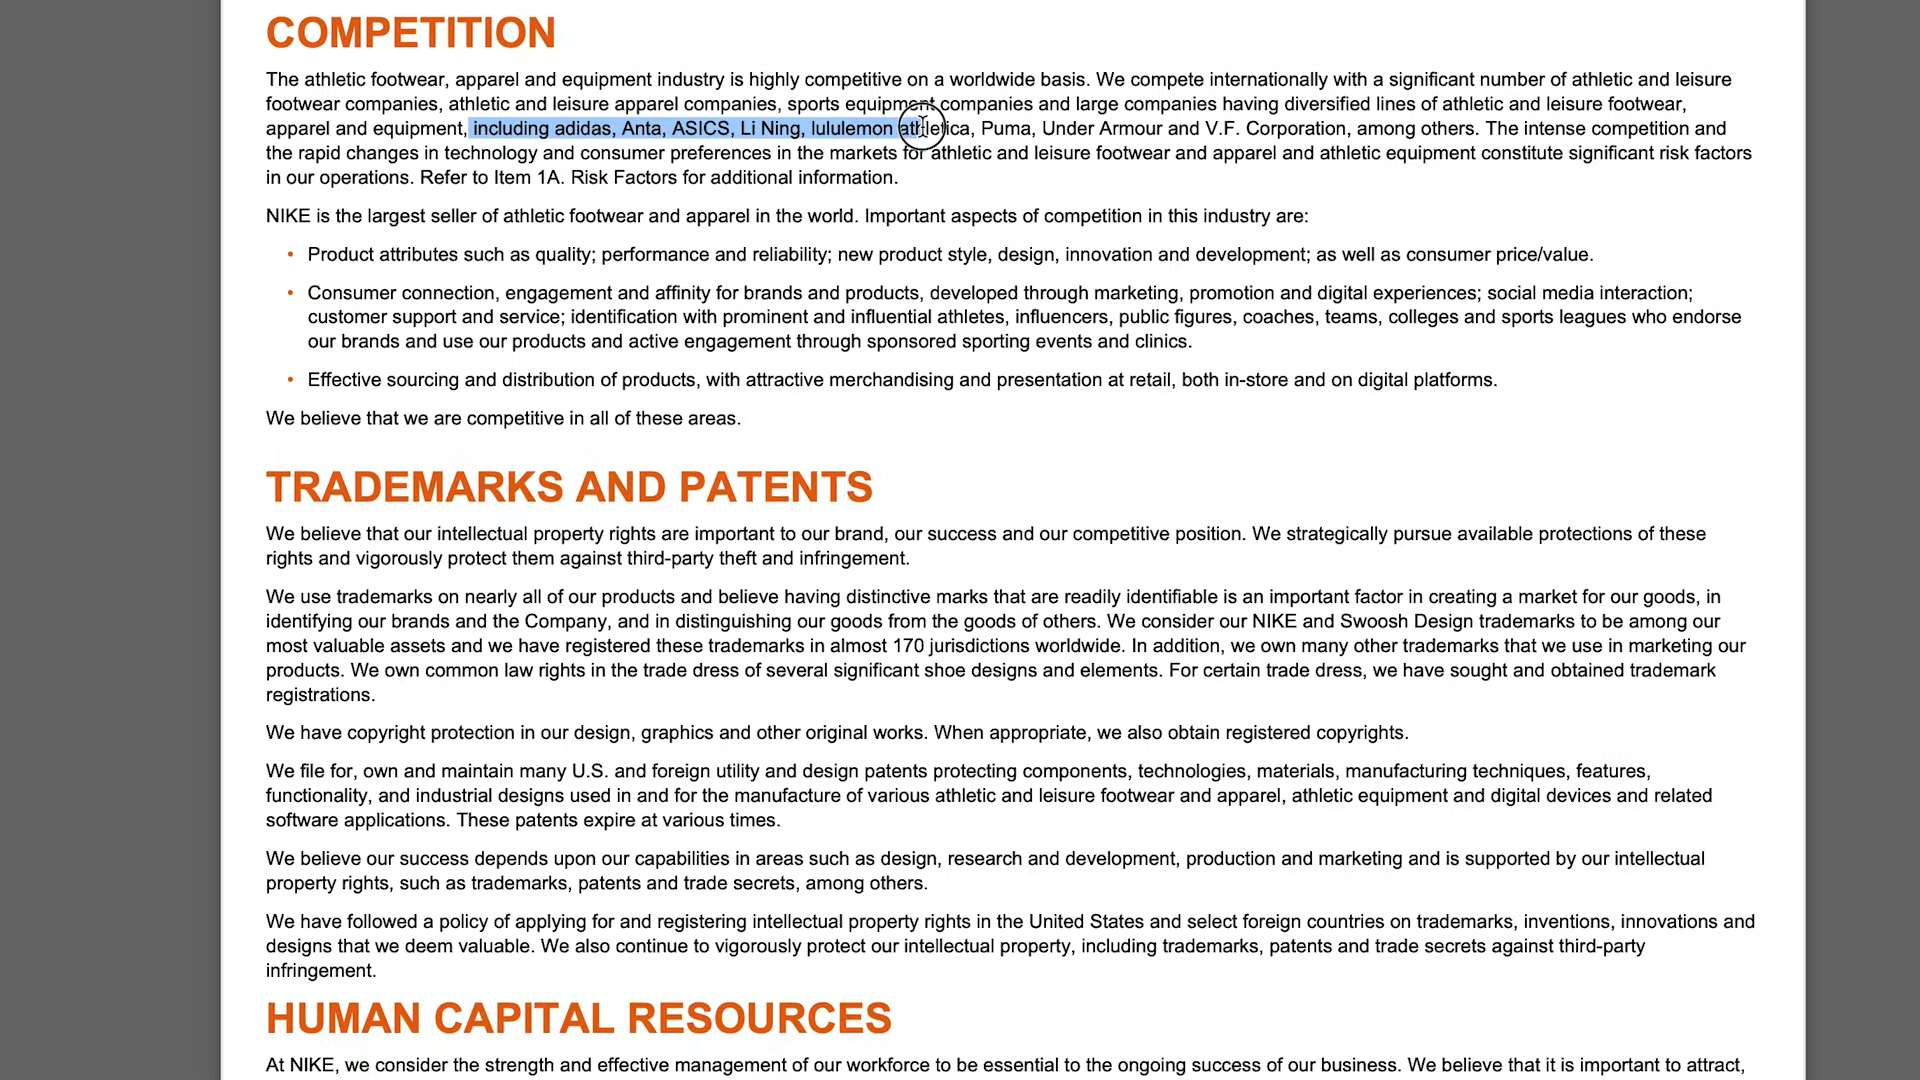 COMPETITION
The athletic footwear, apparel and equipment industry is highly competitive on a worldwide basis. We compete internationally with a significant number of athletic and leisure
footwear companies, athletic and leisure apparel companies, sports equipment companies and large companies having diversified lines of athletic and leisure footwear,
apparel and equipment, including adidas, Anta, ASICS, Li Ning, lululemon athletica, Puma, Under Armour and V.F. Corporation, among others. The intense competition and
the rapid changes in technology and consumer preferences in the markets for athletic and leisure footwear and apparel and athletic equipment constitute significant risk factors
in our operations. Refer to Item 1A. Risk Factors for additional information.
NIKE is the largest seller of athletic footwear and apparel in the world. Important aspects of competition in this industry are:
• Product attributes such as quality; performance and reliability; new product style, design, innovation and development; as well as consumer price/value.
• Consumer connection, engagement and affinity for brands and products, developed through marketing, promotion and digital experiences; social media interaction;
customer support and service; identification with prominent and influential athletes, influencers, public figures, coaches, teams, colleges and sports leagues who endorse
our brands and use our products and active engagement through sponsored sporting events and clinics.
• Effective sourcing and distribution of products, with attractive merchandising and presentation at retail, both in-store and on digital platforms.
We believe that we are competitive in all of these areas.
TRADEMARKS AND PATENTS
We believe that our intellectual property rights are important to our brand, our success and our competitive position. We strategically pursue available protections of these
rights and vigorously protect them against third-party theft and infringement.
We use trademarks on nearly all of our products and believe having distinctive marks that are readily identifiable is an important factor in creating a market for our goods, in
identifying our brands and the Company, and in distinguishing our goods from the goods of others. We consider our NIKE and Swoosh Design trademarks to be among our
most valuable assets and we have registered these trademarks in almost 170 jurisdictions worldwide. In addition, we own many other trademarks that we use in marketing our
products. We own common law rights in the trade dress of several significant shoe designs and elements. For certain trade dress, we have sought and obtained trademark
registrations.
We have copyright protection in our design, graphics and other original works. When appropriate, we also obtain registered copyrights.
We file for, own and maintain many U.S. and foreign utility and design patents protecting components, technologies, materials, manufacturing techniques, features,
functionality, and industrial designs used in and for the manufacture of various athletic and leisure footwear and apparel, athletic equipment and digital devices and related
software applications. These patents expire at various times.
We believe our success depends upon our capabilities in areas such as design, research and development, production and marketing and is supported by our intellectual
property rights, such as trademarks, patents and trade secrets, among others.
We have followed a policy of applying for and registering intellectual property rights in the United States and select foreign countries on trademarks, inventions, innovations and
designs that we deem valuable. We also continue to vigorously protect our intellectual property, including trademarks, patents and trade secrets against third-party
infringement.
HUMAN CAPITAL RESOURCES
At NIKE, we consider the strength and effective management of our workforce to be essential to the ongoing success of our business. We believe that it is important to attract,